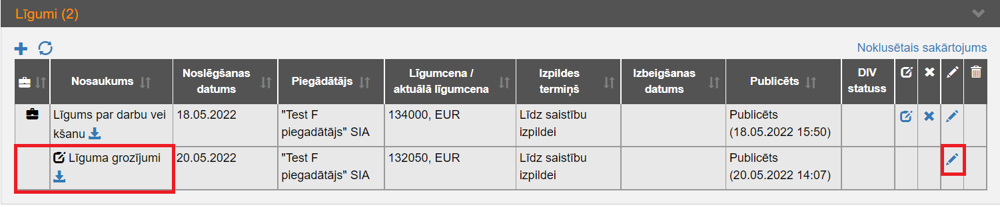 Līgumi (2)
Noklusētais sakārtojums
Nosaukums
Noslēgšanas
datums
Piegādātājs
Līgumcena /
aktuālā līgumcena
Izpildes
termiņš
Izbeigšanas
datums
Publicēts
DIV
statuss
Līgums par darbu vei
kšanu
18.05.2022
"Test F
piegādātājs" SIA
134000, EUR
Līdz saistību
izpildei
Publicēts
(18.05.2022 15:50)
Līguma grozījumi
20.05.2022
"Test F
piegādātājs" SIA
132050, EUR
Līdz saistību
izpildei
Publicēts
(20.05.2022 14:07)